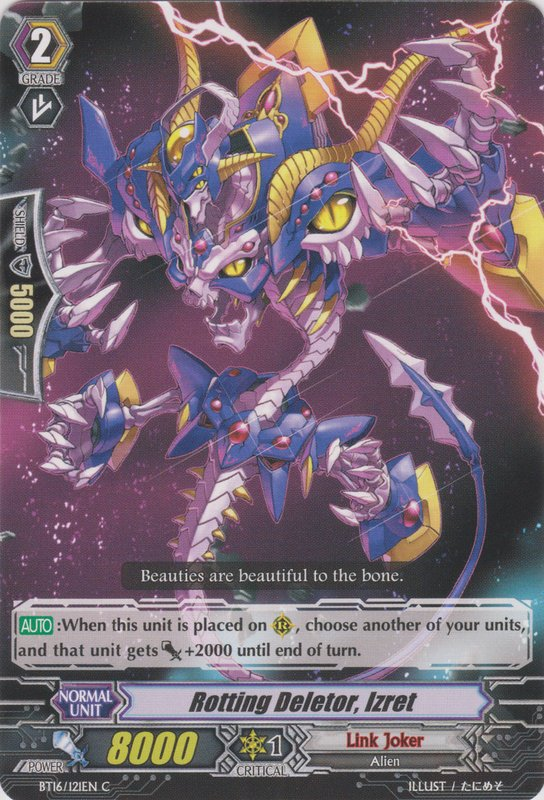 2
GRADE
SHIELD
5000
Beauties are beautiful to the bone.
AUTO :When this unit is placed on R, choose another of your units,
and that unit gets +2000 until end of turn.
NORMAL
UNIT
Rotting Deletor, Izret
POWER
8000
1
CRITICAL
Link Joker
Alien
BT16/121EN C
ILLUST / たにめそ